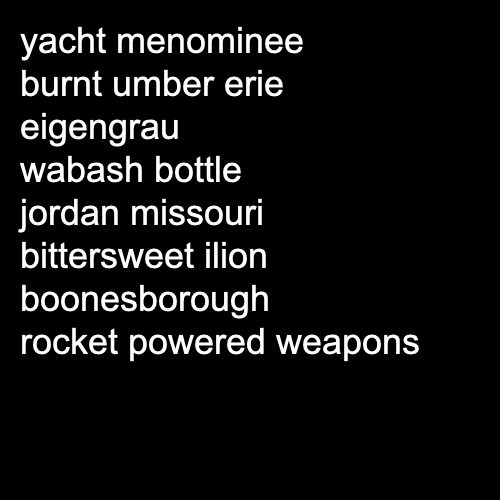 yacht menominee
burnt umber erie
eigengrau
wabash bottle
jordan missouri
bittersweet ilion
boonesborough
rocket powered weapons